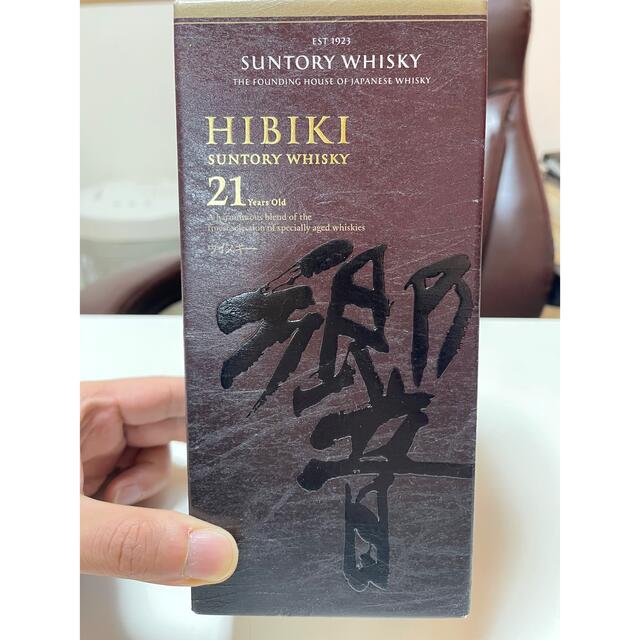 EST 1923
SUNTORY WHISKY
THE FOUNDING HOUSE OF JAPANESE WHISKY
HIBIKI
SUNTORY WHISKY
21 Years Old
A harmonious blend of the
finest selection of specially aged whiskies
ウイスキー
響